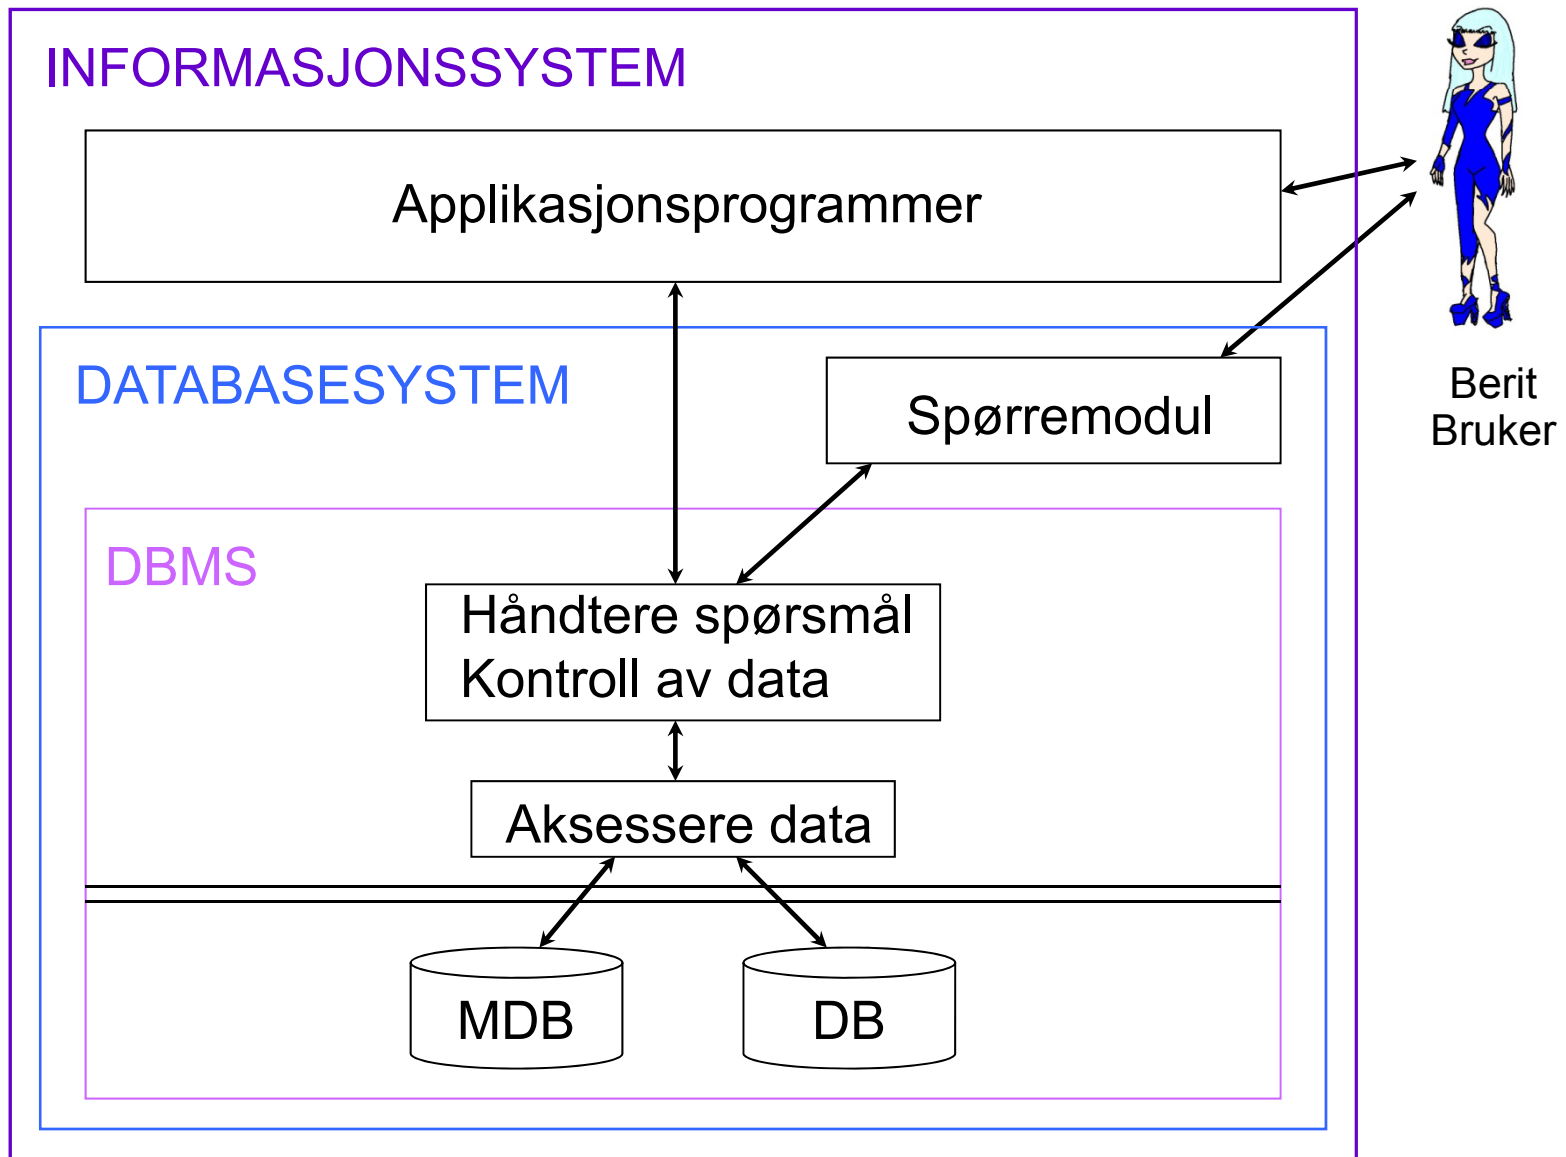 INFORMASJONSSYSTEM
Applikasjonsprogrammer
DATABASESYSTEM
Spørremodul
Berit
Bruker
DBMS
Håndtere spørsmål
Kontroll av data
Aksessere data
MDB
DB